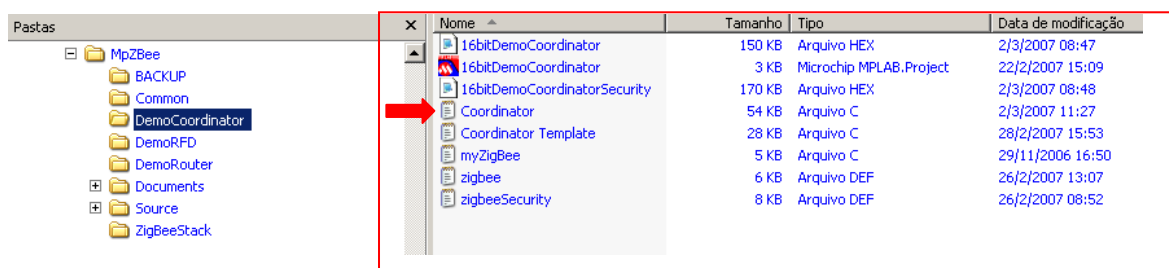 Pastas
MpZBee
BACKUP
Common
DemoCoordinator
DemoRFD
DemoRouter
Documents
Source
ZigBeeStack
Nome Tamanho Tipo Data de modificação
16bitDemoCoordinator 150 KB Arquivo HEX 2/3/2007 08:47
16bitDemoCoordinator 3 KB Microchip MPLAB.Project 22/2/2007 15:09
16bitDemoCoordinatorSecurity 170 KB Arquivo HEX 2/3/2007 08:48
Coordinator 54 KB Arquivo C 2/3/2007 11:27
Coordinator Template 28 KB Arquivo C 28/2/2007 15:53
myZigBee 5 KB Arquivo C 29/11/2006 16:50
zigbee 6 KB Arquivo DEF 26/2/2007 13:07
zigbeeSecurity 8 KB Arquivo DEF 26/2/2007 08:52